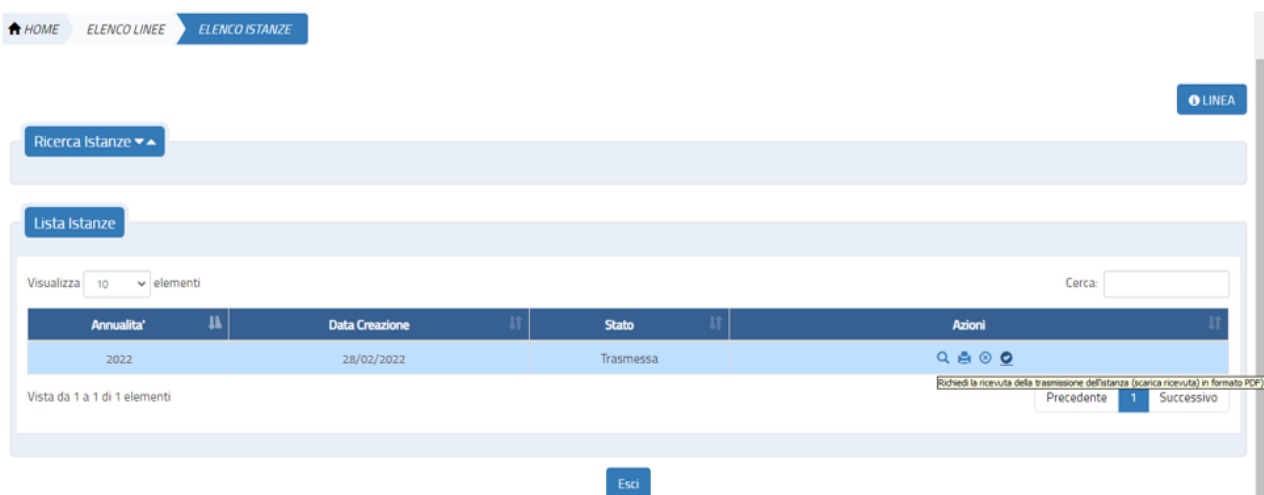 HOME ELENCO LINEE ELENCO ISTANZE
LINEA
Ricerca Istanze
Lista Istanze
Visualizza 10 elementi Cerca:
Annualita' Data Creazione Stato Azioni
2022 28/02/2022 Trasmessa
Richiedi la ricevuta della trasmissione dell'istanza (scarica ricevuta) in formato PDF)
Vista da 1 a 1 di 1 elementi Precedente 1 Successivo
Esci